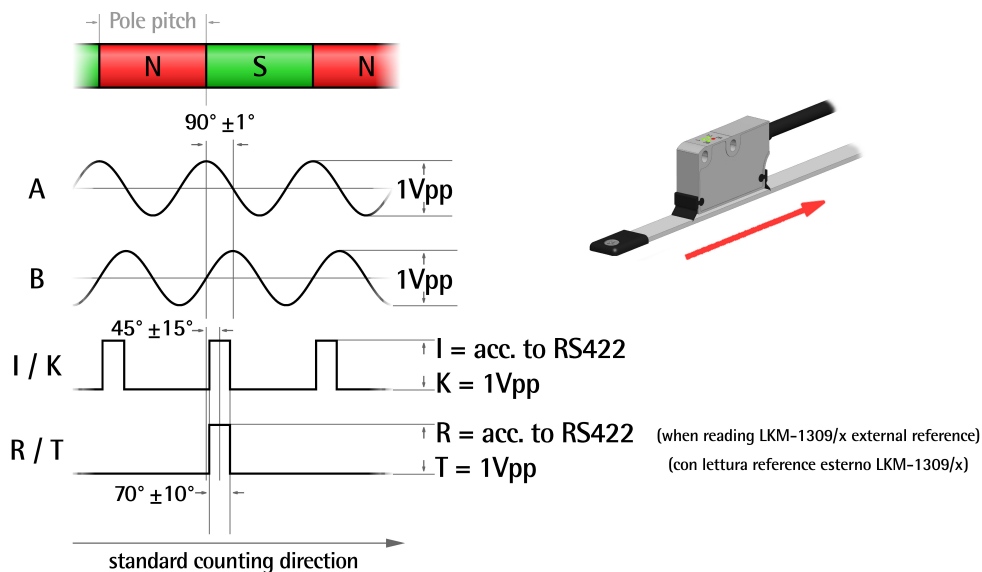 Pole pitch
N S N
90° ±1°
A 1Vpp
B 1Vpp
45° ±15°
I / K
I = acc. to RS422
K = 1Vpp
R / T
R = acc. to RS422 (when reading LKM-1309/x external reference)
T = 1Vpp (con lettura reference esterno LKM-1309/x)
70° ±10°
standard counting direction